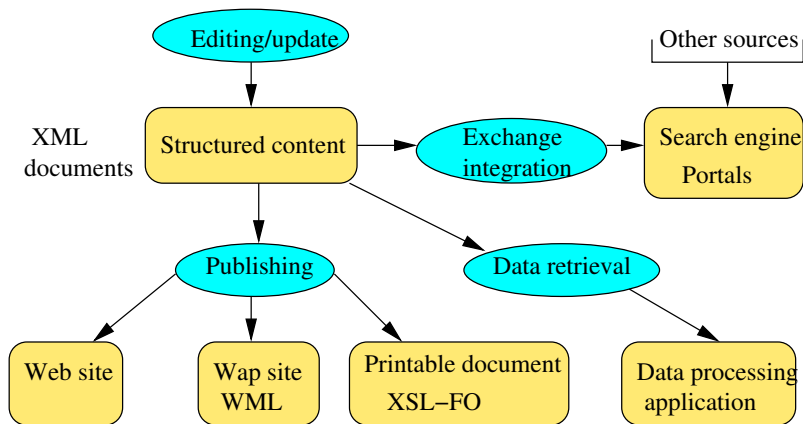 Editing/update
Other sources
XML
documents
Structured content
Exchange
integration
Search engine
Portals
Publishing
Data retrieval
Web site
Wap site
WML
Printable document
XSL−FO
Data processing
application